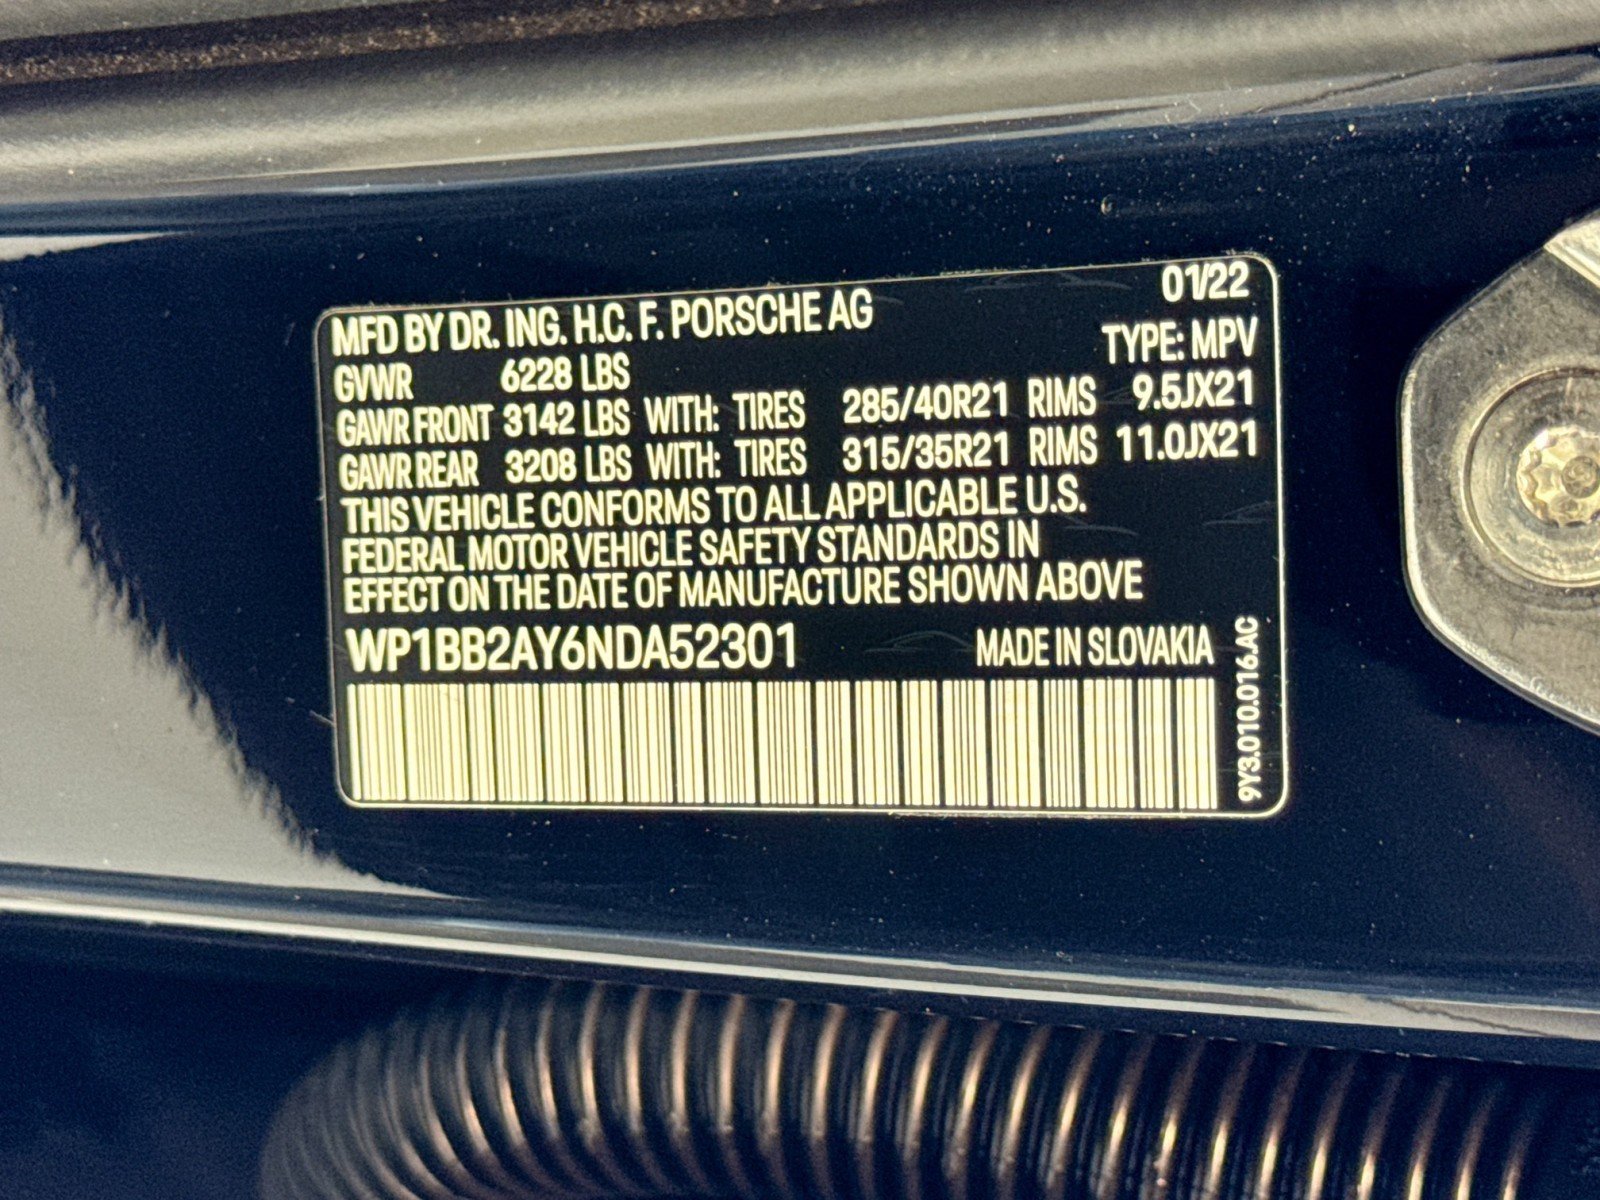 MFD BY DR. ING. H.C. F. PORSCHE AG 01/22
TYPE: MPV
GVWR 6228 LBS
GAWR FRONT 3142 LBS WITH: TIRES 285/40R21 RIMS 9.5JX21
GAWR REAR 3208 LBS WITH: TIRES 315/35R21 RIMS 11.0JX21
THIS VEHICLE CONFORMS TO ALL APPLICABLE U.S.
FEDERAL MOTOR VEHICLE SAFETY STANDARDS IN
EFFECT ON THE DATE OF MANUFACTURE SHOWN ABOVE
WP1BB2AY6NDA52301 MADE IN SLOVAKIA
9Y3.010.016.AC